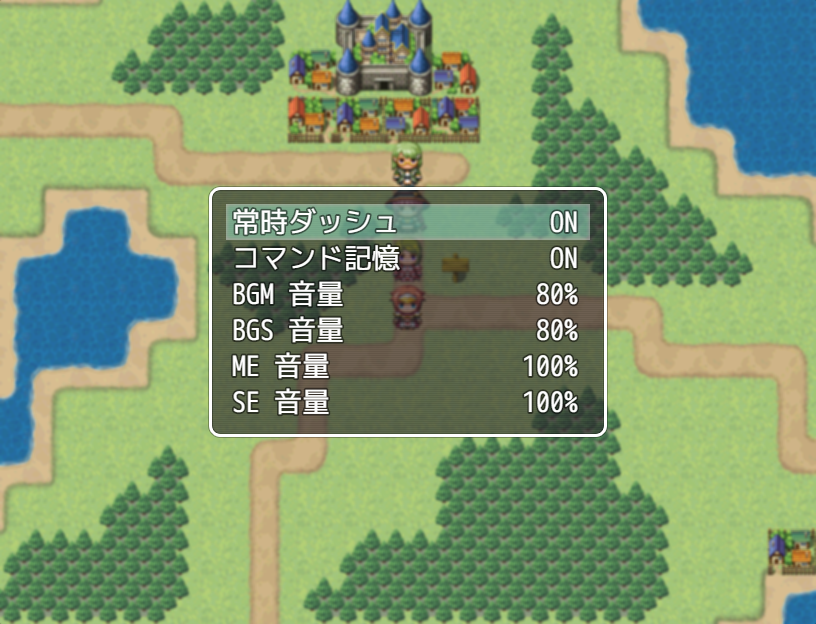 常時ダッシュ ON
コマンド記憶 ON
BGM 音量 80%
BGS 音量 80%
ME 音量 100%
SE 音量 100%